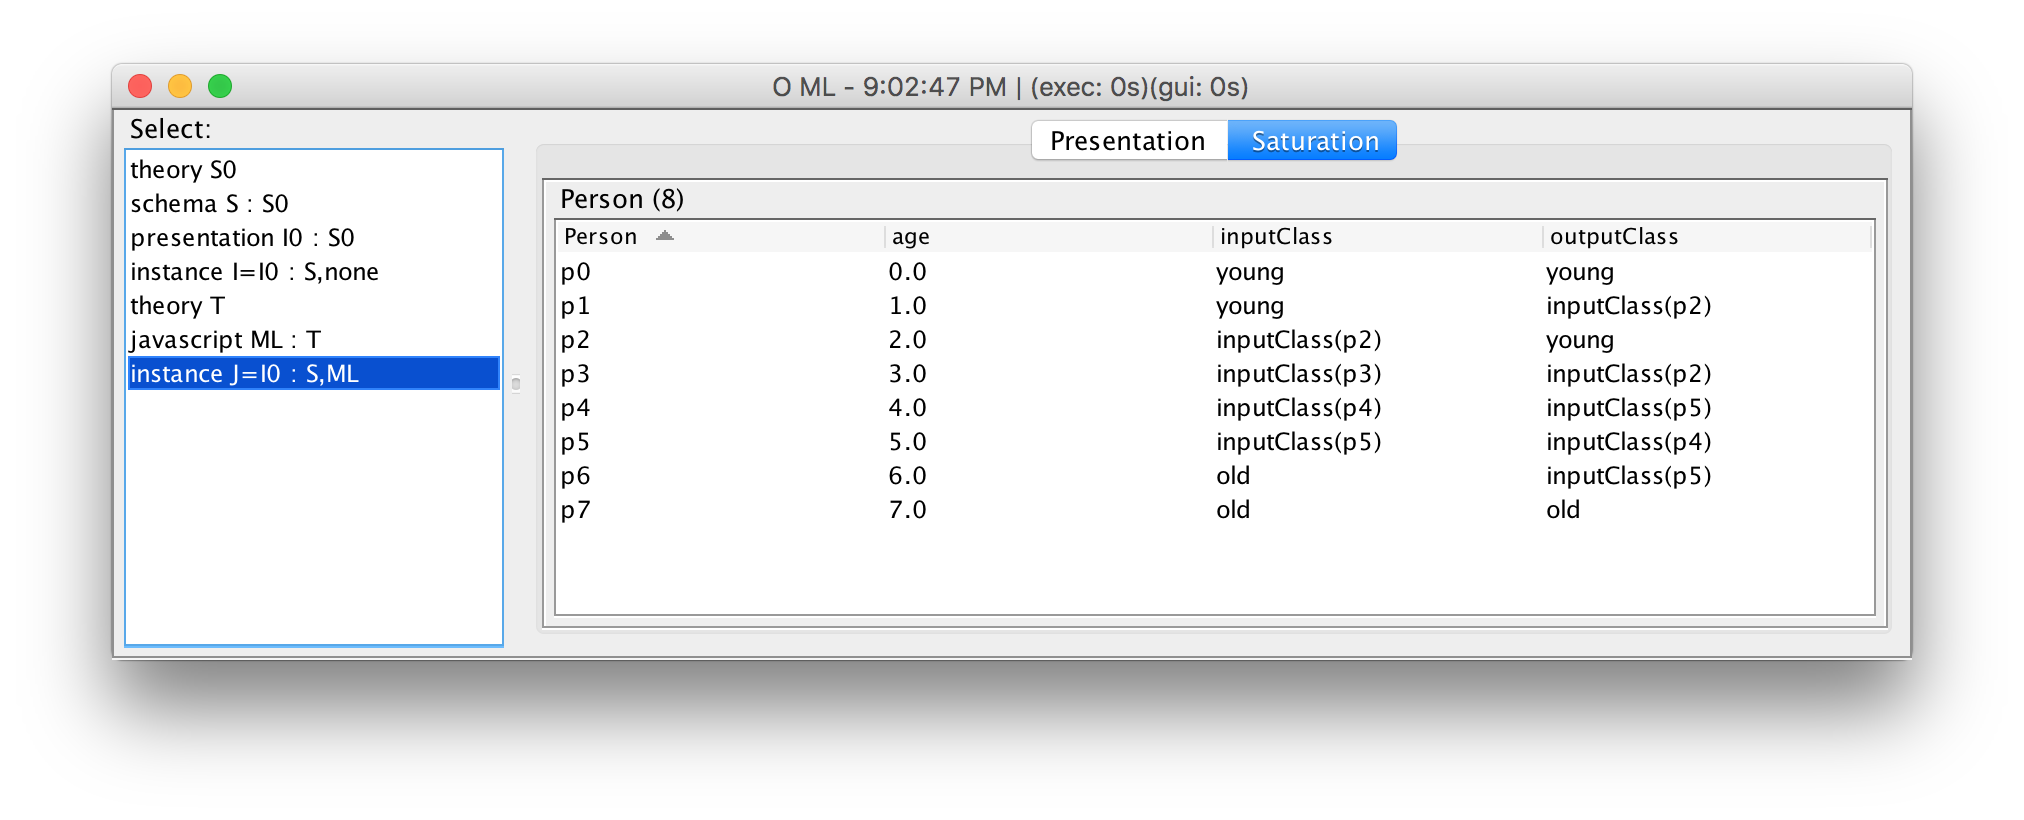 O ML - 9:02:47 PM | (exec: 0s)(gui: 0s)
Select:
theory S0
schema S : S0
presentation I0 : S0
instance I=I0 : S,none
theory T
javascript ML : T
instance J=I0 : S,ML
Presentation Saturation
Person (8)
Person age inputClass outputClass
p0 0.0 young young
p1 1.0 young inputClass(p2)
p2 2.0 inputClass(p2) young
p3 3.0 inputClass(p3) inputClass(p2)
p4 4.0 inputClass(p4) inputClass(p5)
p5 5.0 inputClass(p5) inputClass(p4)
p6 6.0 old inputClass(p5)
p7 7.0 old old